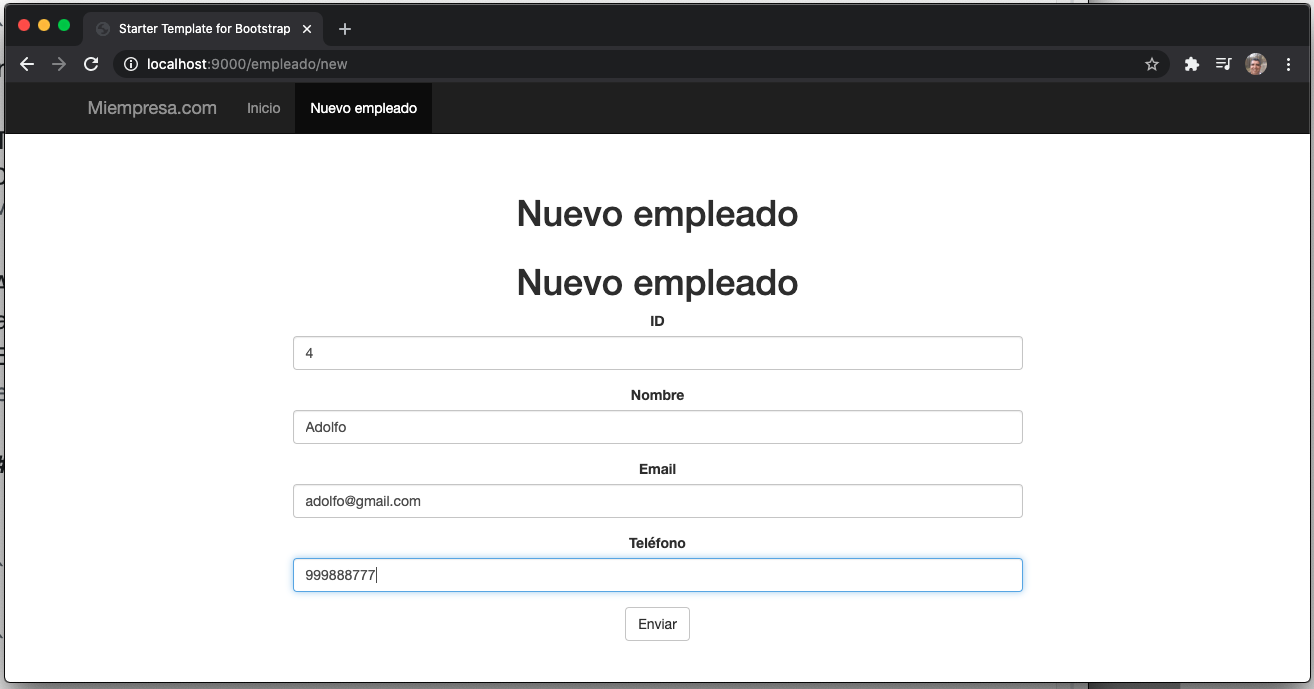 Starter Template for Bootstrap
localhost:9000/empleado/new
Miempresa.com Inicio Nuevo empleado
Nuevo empleado
Nuevo empleado
ID
4
Nombre
Adolfo
Email
adolfo@gmail.com
Teléfono
999888777
Enviar